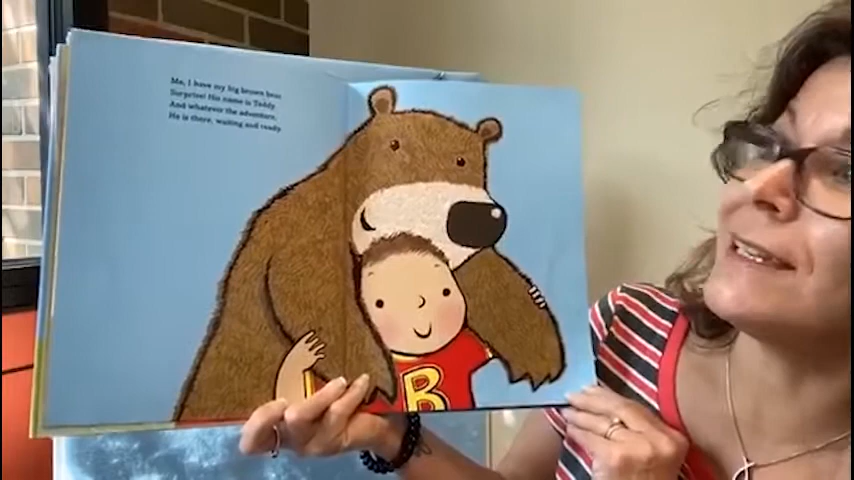 Me, I have my big brown bear.
Surprise! His name is Teddy.
And whatever the adventure,
He is there, waiting and ready.
B